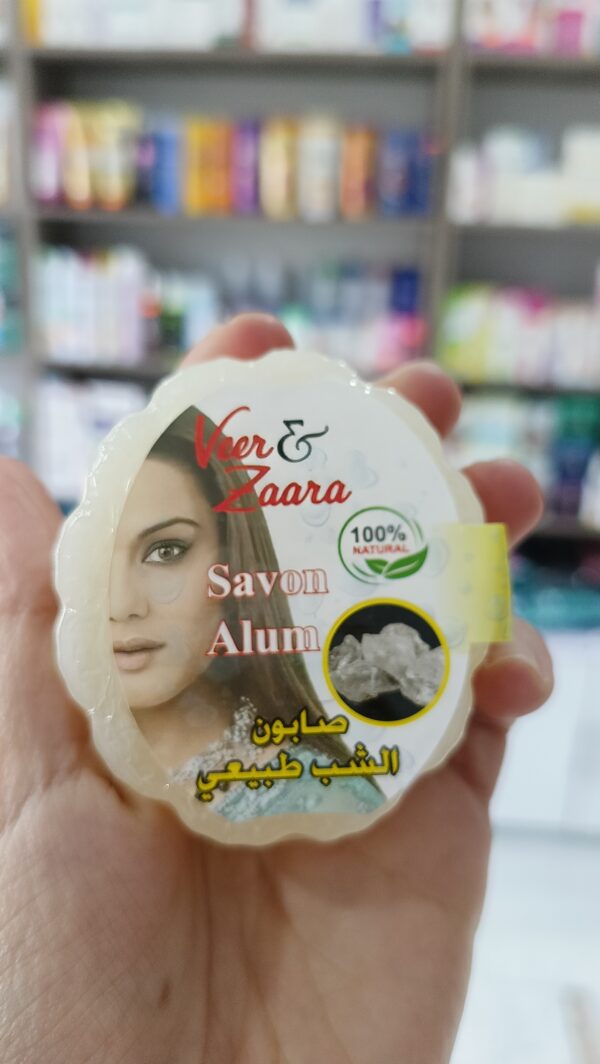 Veer &
Zaara
100%
NATURAL
Savon
Alum
صابون
الشب طبيعي